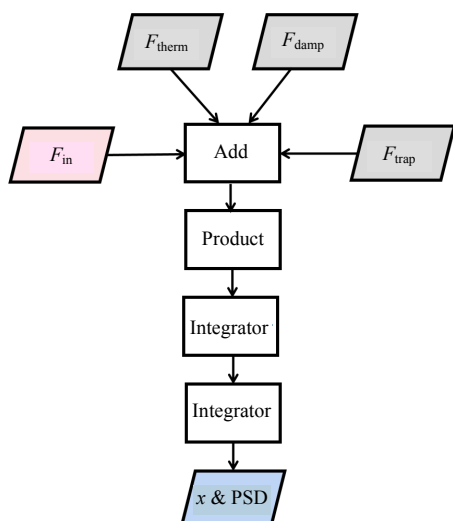 F_therm
F_damp
F_in
Add
F_trap
Product
Integrator
Integrator
x & PSD